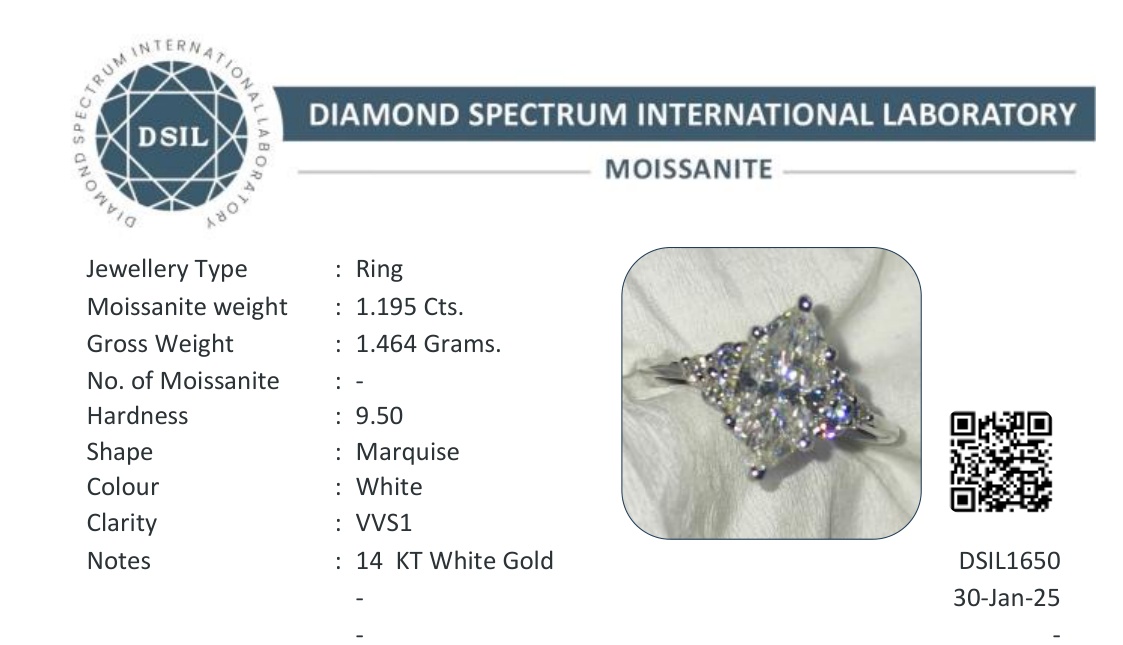 DIAMOND SPECTRUM INTERNATIONAL LABORATORY
DSIL
DIAMOND SPECTRUM INTERNATIONAL LABORATORY
MOISSANITE
Jewellery Type : Ring
Moissanite weight : 1.195 Cts.
Gross Weight : 1.464 Grams.
No. of Moissanite : -
Hardness : 9.50
Shape : Marquise
Colour : White
Clarity : VVS1
Notes : 14 KT White Gold
-
-
DSIL1650
30-Jan-25
-